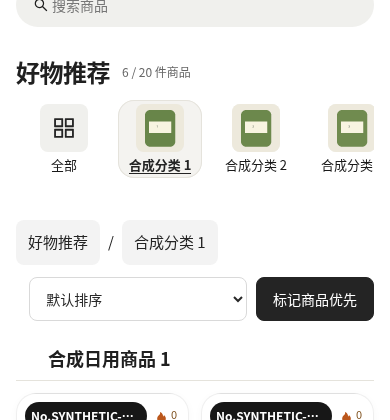 搜索商品
好物推荐 6 / 20 件商品
全部 合成分类 1 合成分类 2 合成分类
好物推荐 / 合成分类 1
默认排序 标记商品优先
合成日用商品 1
No.SYNTHETIC-… 0 No.SYNTHETIC-… 0